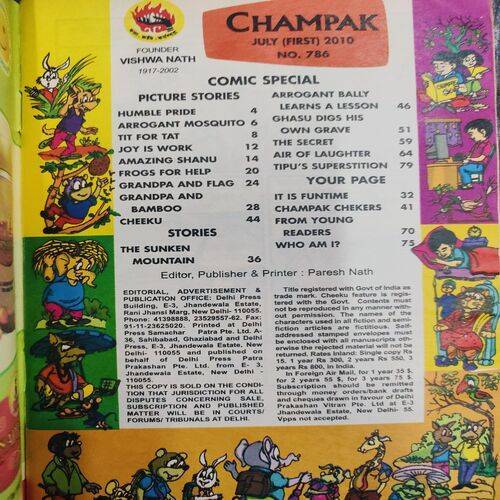 FOUNDER
VISHWA NATH
1917-2002
CHAMPAK
JULY (FIRST) 2010
NO. 786
COMIC SPECIAL
PICTURE STORIES
HUMBLE PRIDE 4
ARROGANT MOSQUITO 6
TIT FOR TAT 8
JOY IS WORK 12
AMAZING SHANU 14
FROGS FOR HELP 20
GRANDPA AND FLAG 24
GRANDPA AND
BAMBOO 28
CHEEKU 44
STORIES
THE SUNKEN
MOUNTAIN 36
ARROGANT BALLY
LEARNS A LESSON 46
GHASU DIGS HIS
OWN GRAVE 51
THE SECRET 59
AIR OF LAUGHTER 64
TIPU'S SUPERSTITION 79
YOUR PAGE
IT IS FUNTIME 32
CHAMPAK CHEKERS 41
FROM YOUNG
READERS 70
WHO AM I? 75
Editor, Publisher & Printer : Paresh Nath
EDITORIAL, ADVERTISEMENT &
PUBLICATION OFFICE: Delhi Press
Building, E-3, Jhandewala Estate,
Rani Jhansi Marg, New Delhi- 110055.
Phone: 41398888, 23529557-62. Fax:
91-11-23625020. Printed at Delhi
Press Samachar Patra Pte. Ltd. A-
36, Sahibabad, Ghaziabad and Delhi
Press, E-3, Jhandewala Estate, New
Delhi- 110055 and published on
behalf of Delhi Press Patra
Prakashan Pte. Ltd. from E- 3,
Jhandewala Estate, New Delhi -
110055.
THIS COPY IS SOLD ON THE CONDI-
TION THAT JURISDICTION FOR ALL
DISPUTES CONCERNING SALE,
SUBSCRIPTION AND PUBLISHED
MATTER WILL BE IN COURTS/
FORUMS/ TRIBUNALS AT DELHI.
Title registered with Govt of India as
trade mark. Cheeku feature is regis-
tered with the Govt. Contents must
not be reproduced in any manner with-
out permission. The names of the
characters used in all fiction and semi-
fiction articles are fictitious. Self-
addressed stamped envelopes must
be enclosed with all manuscripts oth-
erwise the rejected material will not be
returned. Rates Inland: Single copy Rs
15. 1 year Rs 300, 2 years Rs 550, 3
years Rs 800, in India.
In Foreign Air Mail, for 1 year $ 35,
for 2 years 55 $, for 3 years 75 $.
Subscription should be remitted
through money orders/bank drafts
and cheques drawn in favour of Delhi
Prakashan Vitran Pte. Ltd at E-3
Jhandewala Estate, New Delhi- 55.
Vpps not accepted.